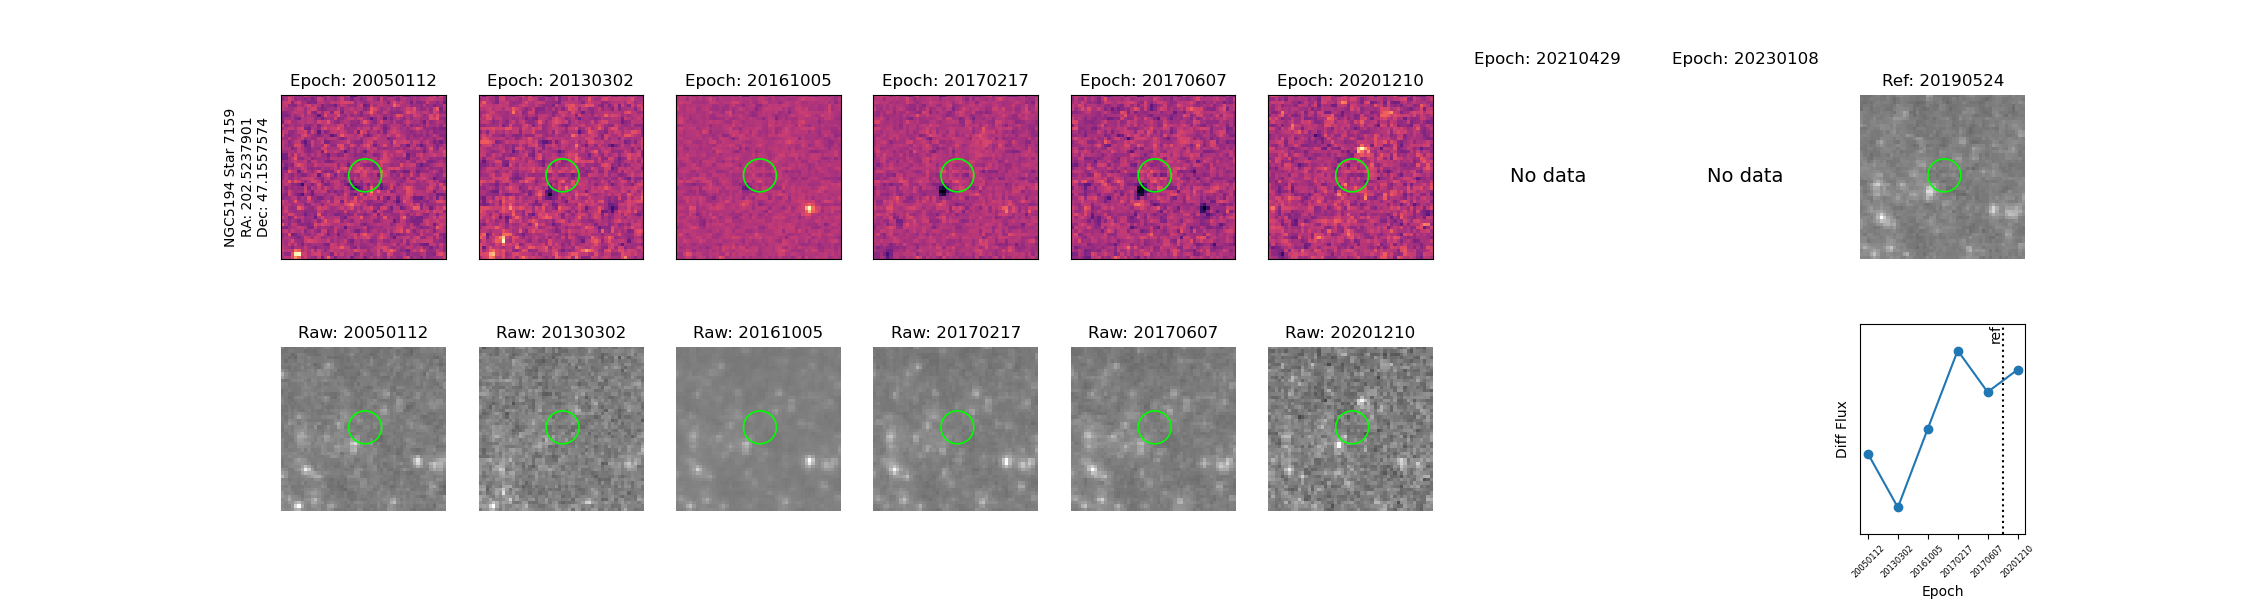 Epoch: 20210429
Epoch: 20230108
Epoch: 20050112
Epoch: 20130302
Epoch: 20161005
Epoch: 20170217
Epoch: 20170607
Epoch: 20201210
Ref: 20190524
NGC5194 Star 7159
RA: 202.5237901
Dec: 47.1557574
No data
No data
Raw: 20050112
Raw: 20130302
Raw: 20161005
Raw: 20170217
Raw: 20170607
Raw: 20201210
ref
Diff Flux
20050112
20130302
20161005
20170217
20170607
20201210
Epoch